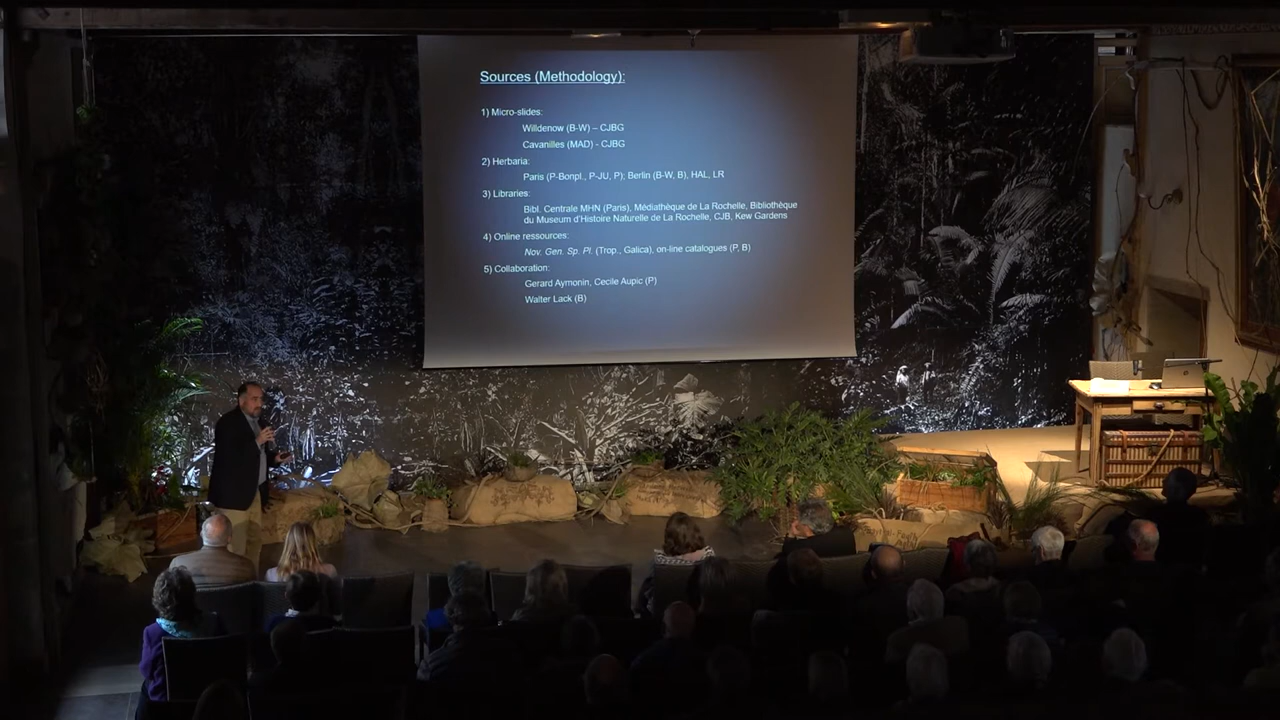 Sources (Methodology):
1) Micro-slides:
Willdenow (B-W) – CJBG
Cavanilles (MAD) - CJBG
2) Herbaria:
Paris (P-Bonpl., P-JU, P); Berlin (B-W, B), HAL, LR
3) Libraries:
Bibl. Centrale MHN (Paris), Médiathèque de La Rochelle, Bibliothèque
du Museum d'Histoire Naturelle de La Rochelle, CJB, Kew Gardens
4) Online ressources:
Nov. Gen. Sp. Pl. (Trop., Galica), on-line catalogues (P, B)
5) Collaboration:
Gerard Aymonin, Cecile Aupic (P)
Walter Lack (B)